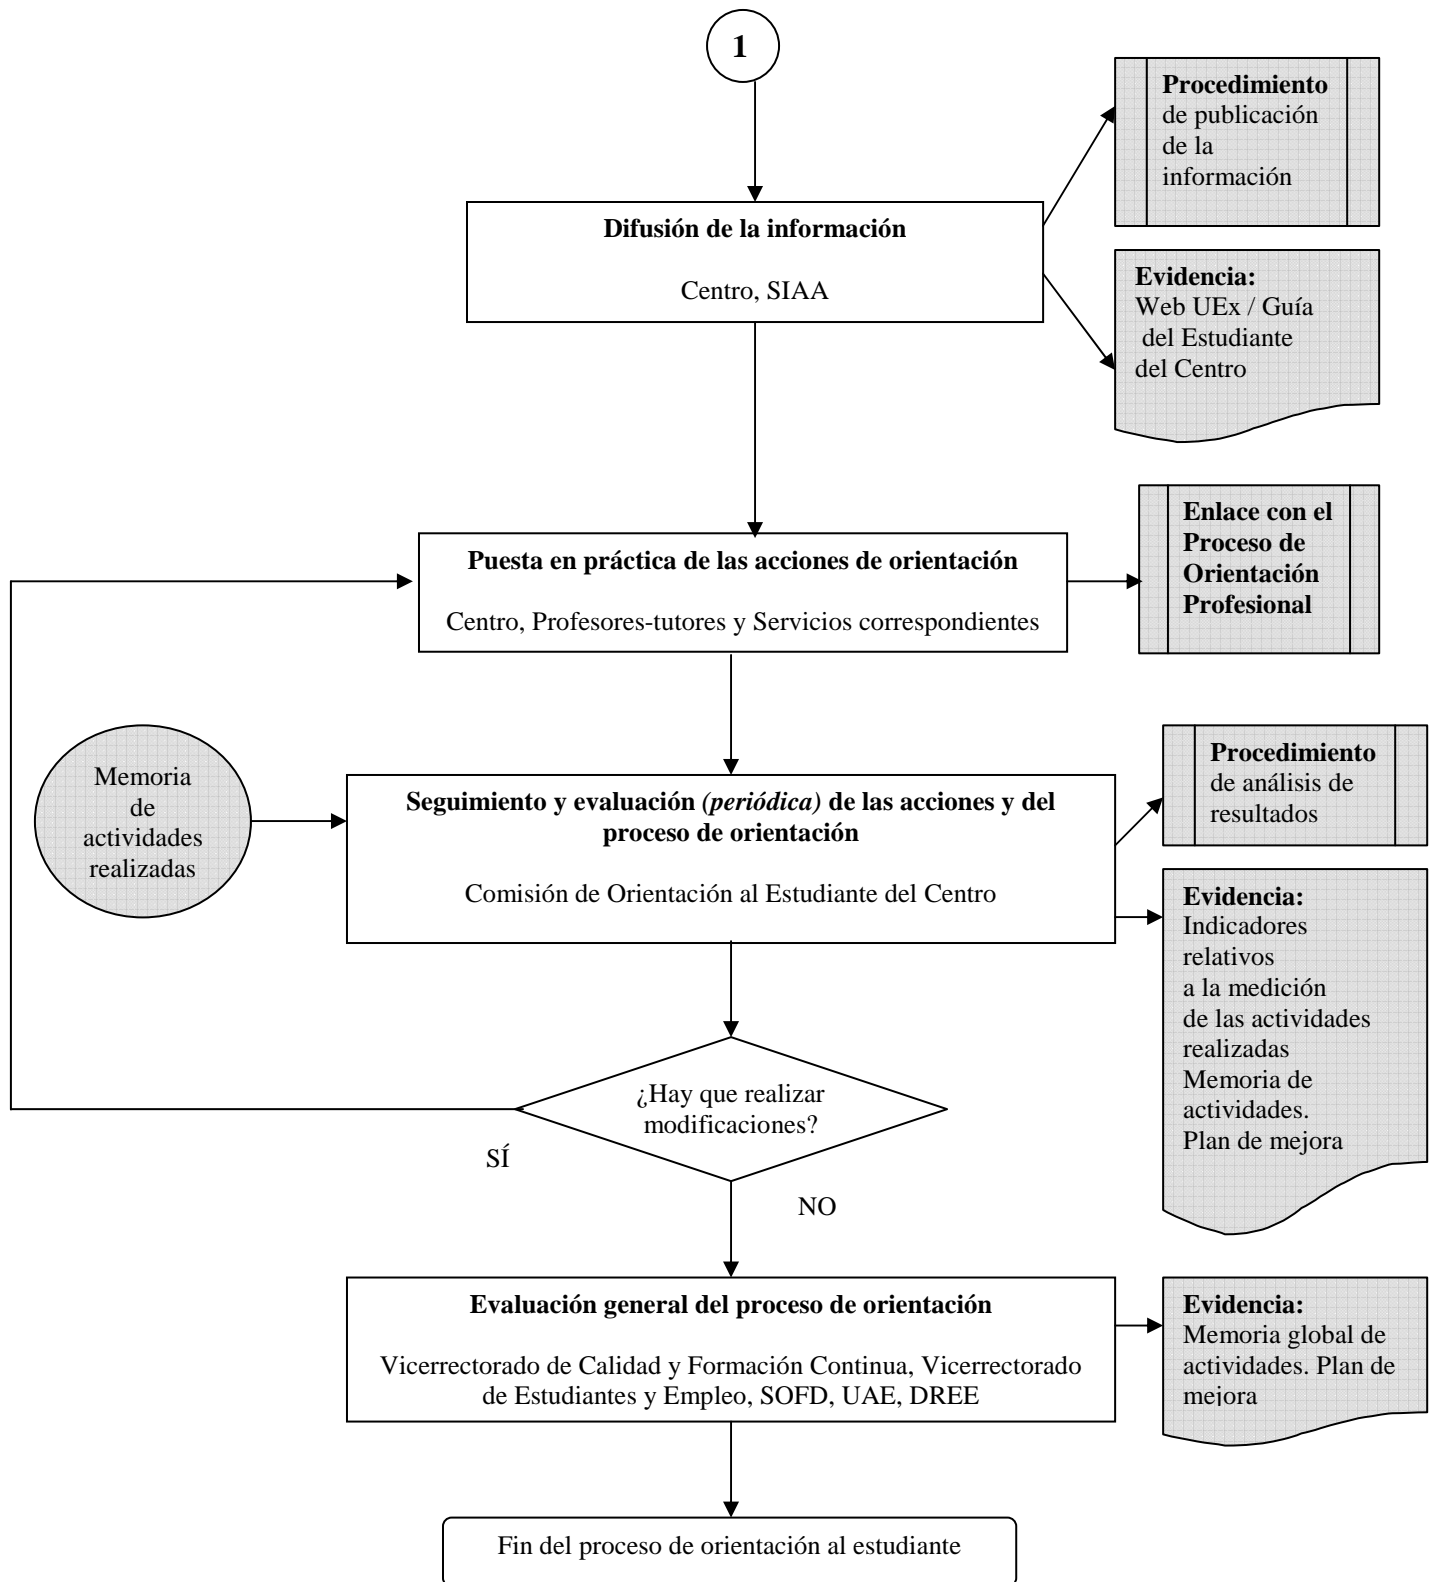 1
Procedimiento
de publicación
de la
información
Difusión de la información
Centro, SIAA
Evidencia:
Web UEx / Guía
del Estudiante
del Centro
Puesta en práctica de las acciones de orientación
Centro, Profesores-tutores y Servicios correspondientes
Enlace con el
Proceso de
Orientación
Profesional
Memoria
de
actividades
realizadas
Seguimiento y evaluación (periódica) de las acciones y del
proceso de orientación
Comisión de Orientación al Estudiante del Centro
Procedimiento
de análisis de
resultados
Evidencia:
Indicadores
relativos
a la medición
de las actividades
realizadas
Memoria de
actividades.
Plan de mejora
¿Hay que realizar
modificaciones?
SÍ
NO
Evaluación general del proceso de orientación
Vicerrectorado de Calidad y Formación Continua, Vicerrectorado
de Estudiantes y Empleo, SOFD, UAE, DREE
Evidencia:
Memoria global de
actividades. Plan de
mejora
Fin del proceso de orientación al estudiante